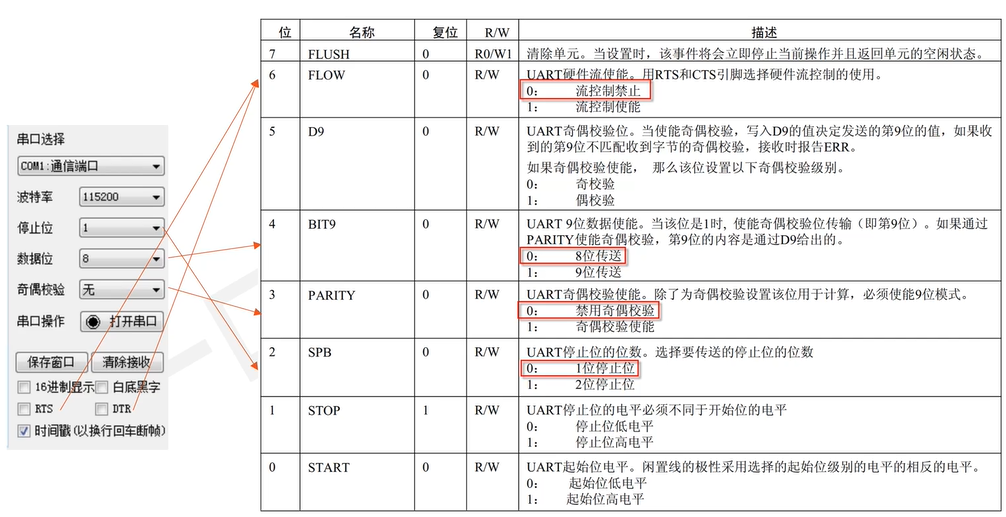 串口选择
COM1:通信端口
波特率 115200
停止位 1
数据位 8
奇偶校验 无
串口操作 打开串口
保存窗口 清除接收
16进制显示 白底黑字
RTS DTR
时间戳(以换行回车断帧)
位 名称 复位 R/W 描述
7 FLUSH 0 R0/W1 清除单元。当设置时，该事件将会立即停止当前操作并且返回单元的空闲状态。
6 FLOW 0 R/W UART硬件流使能。用RTS和CTS引脚选择硬件流控制的使用。
0： 流控制禁止
1： 流控制使能
5 D9 0 R/W UART奇偶校验位。当使能奇偶校验，写入D9的值决定发送的第9位的值，如果收
到的第9位不匹配收到字节的奇偶校验，接收时报告ERR。
如果奇偶校验使能， 那么该位设置以下奇偶校验级别。
0： 奇校验
1： 偶校验
4 BIT9 0 R/W UART 9位数据使能。当该位是1时, 使能奇偶校验位传输（即第9位）。如果通过
PARITY使能奇偶校验，第9位的内容是通过D9给出的。
0： 8位传送
1： 9位传送
3 PARITY 0 R/W UART奇偶校验使能。除了为奇偶校验设置该位用于计算，必须使能9位模式。
0： 禁用奇偶校验
1： 奇偶校验使能
2 SPB 0 R/W UART停止位的位数。选择要传送的停止位的位数
0： 1位停止位
1： 2位停止位
1 STOP 1 R/W UART停止位的电平必须不同于开始位的电平
0： 停止位低电平
1： 停止位高电平
0 START 0 R/W UART起始位电平。闲置线的极性采用选择的起始位级别的电平的相反的电平。
0： 起始位低电平
1： 起始位高电平